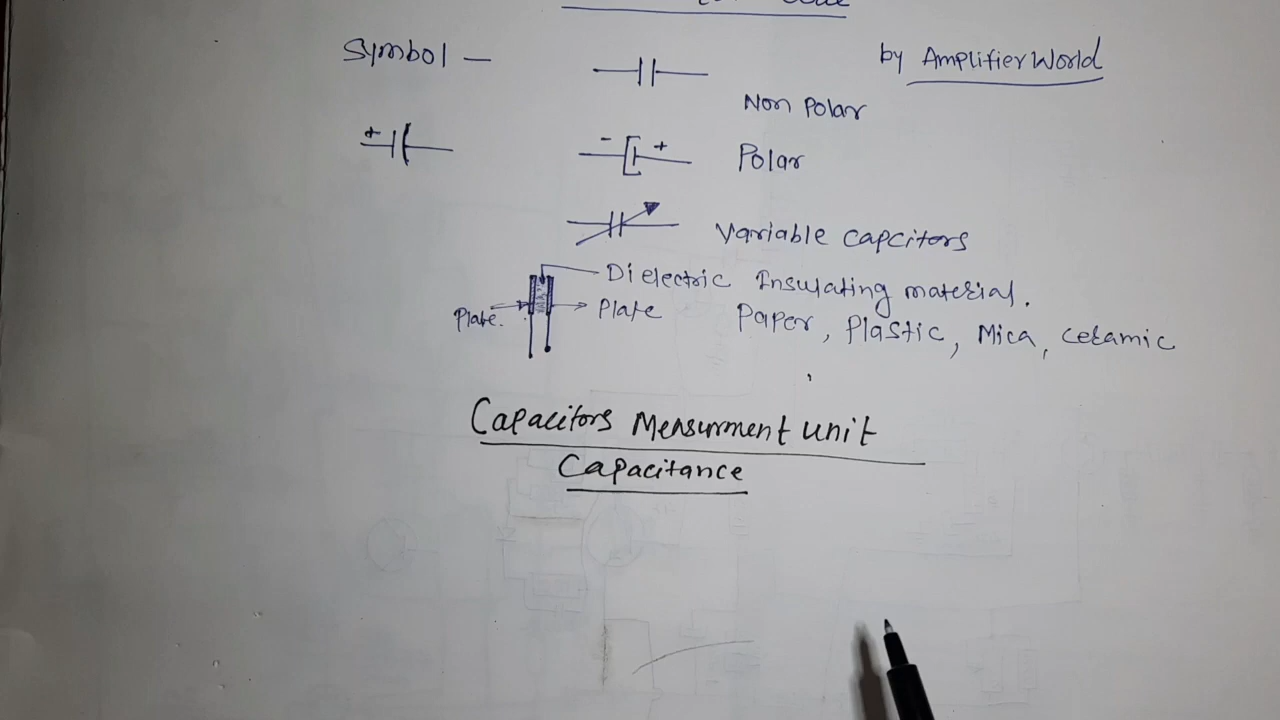 Symbol —
by Amplifier World
Non Polar
+
- +
Polar
Variable Capcitors
Dielectric Insulating material.
Plate.
Plate
Paper, Plastic, Mica, ceramic
Capacitors Measurment unit
Capacitance